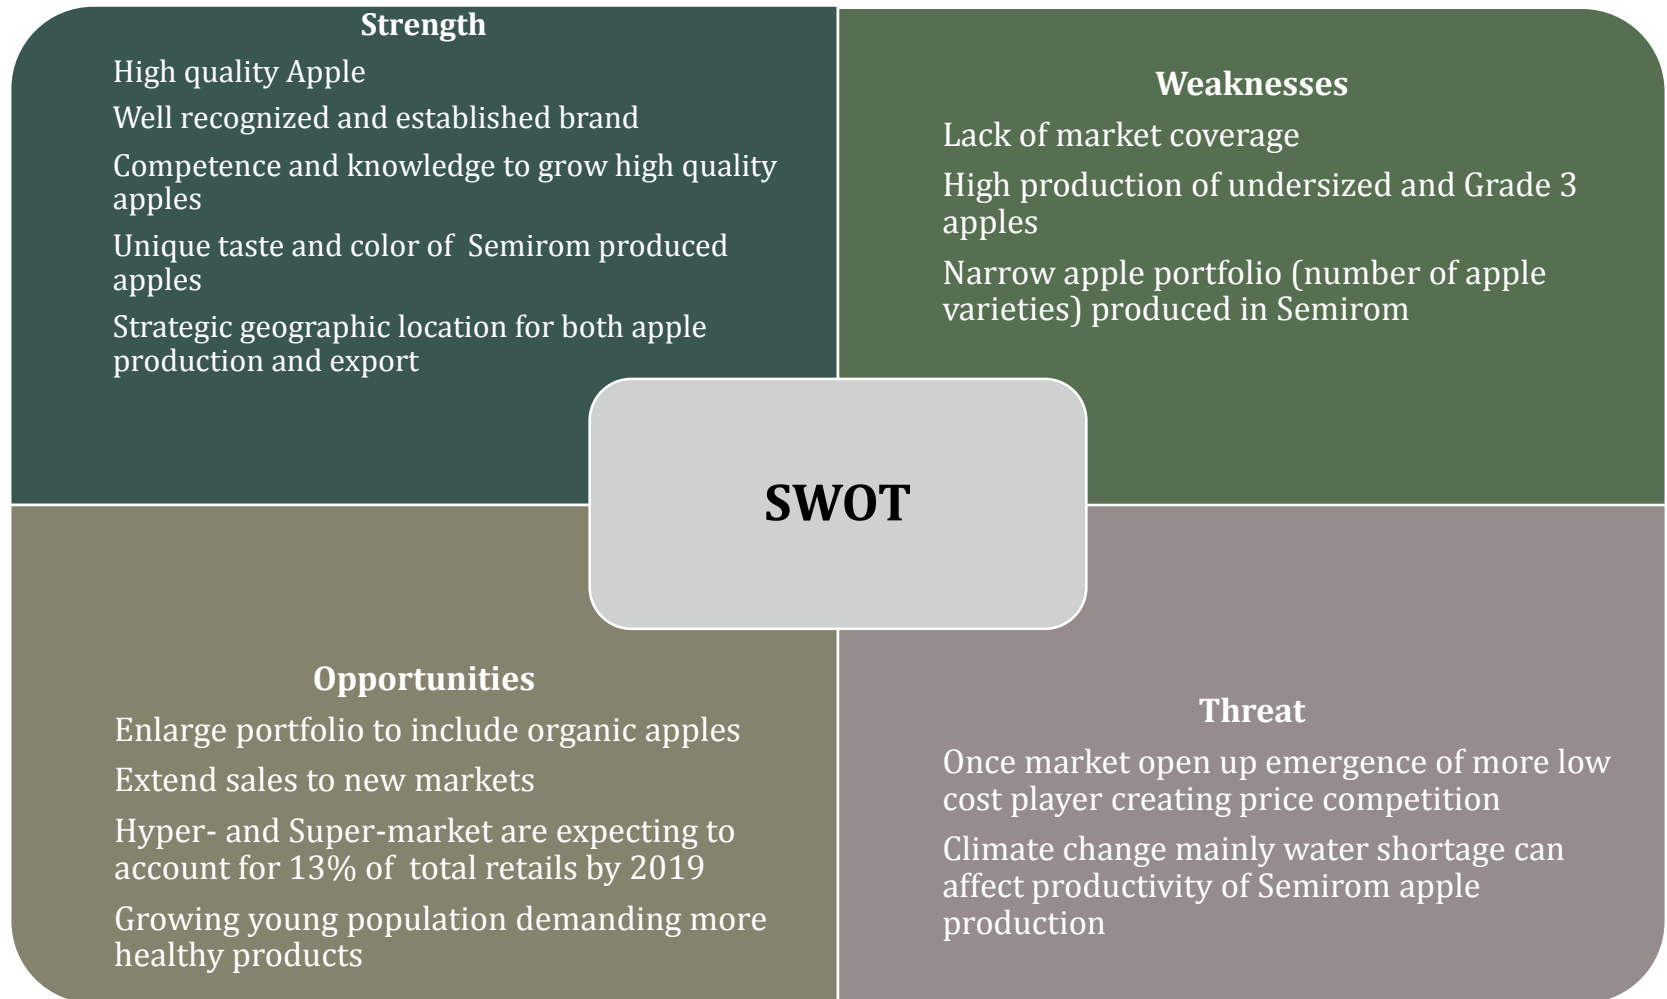 Strength
High quality Apple
Well recognized and established brand
Competence and knowledge to grow high quality
apples
Unique taste and color of  Semirom produced
apples
Strategic geographic location for both apple
production and export
Weaknesses
Lack of market coverage
High production of undersized and Grade 3
apples
Narrow apple portfolio (number of apple
varieties) produced in Semirom
SWOT
Opportunities
Enlarge portfolio to include organic apples
Extend sales to new markets
Hyper- and Super-market are expecting to
account for 13% of  total retails by 2019
Growing young population demanding more
healthy products
Threat
Once market open up emergence of more low
cost player creating price competition
Climate change mainly water shortage can
affect productivity of Semirom apple
production